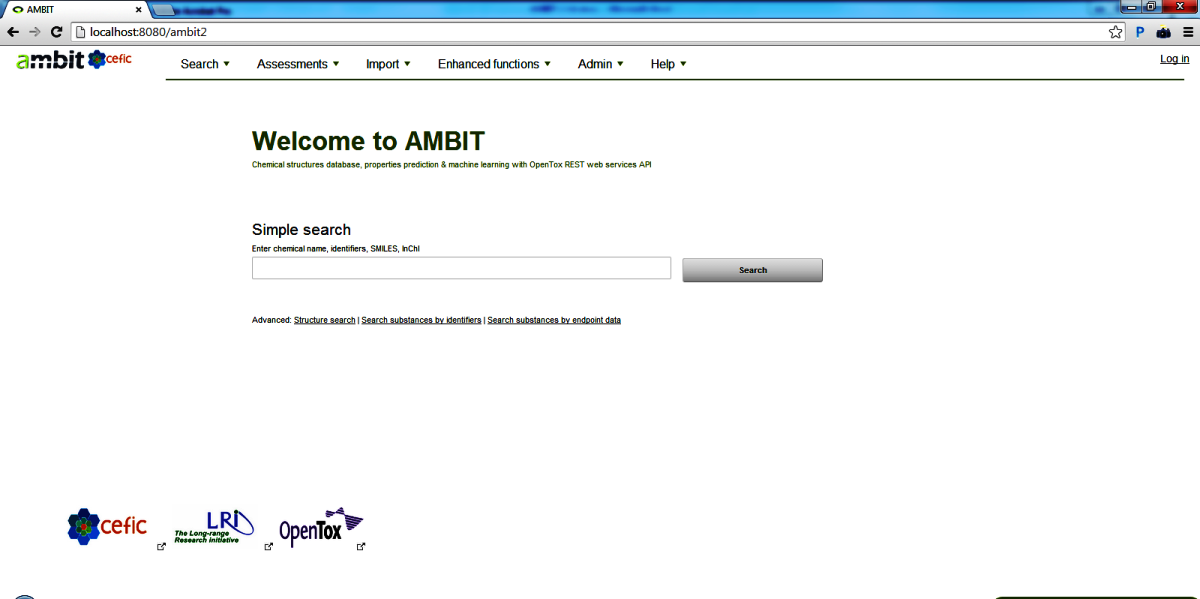 AMBIT
localhost:8080/ambit2
ambit cefic
Search Assessments Import Enhanced functions Admin Help
Log in
Welcome to AMBIT
Chemical structures database, properties prediction & machine learning with OpenTox REST web services API
Simple search
Enter chemical name, identifiers, SMILES, InChI
Search
Advanced: Structure search | Search substances by identifiers | Search substances by endpoint data
cefic
LRI
The Long-range
Research Initiative
OpenTox